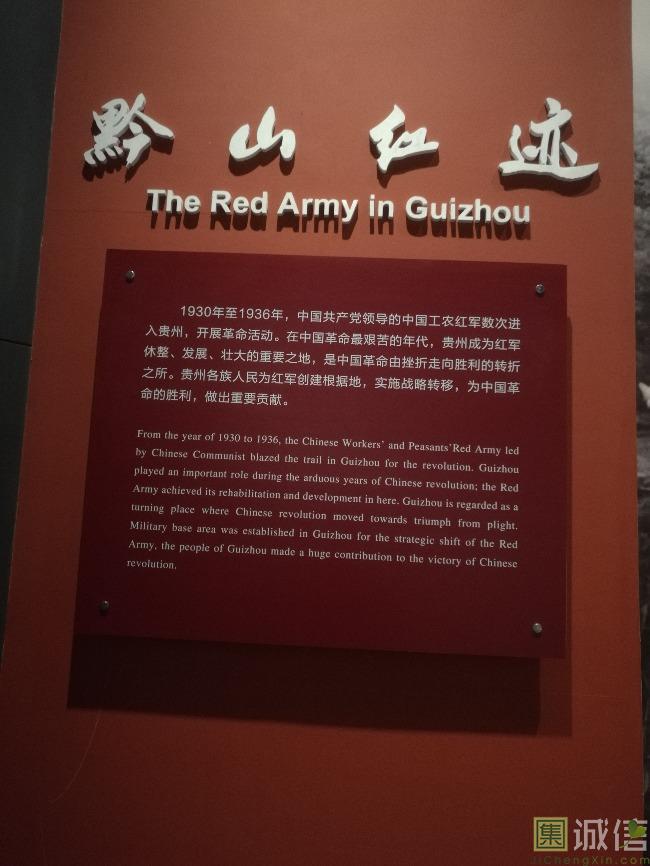 黔山红迹
The Red Army in Guizhou
1930年至1936年，中国共产党领导的中国工农红军数次进
入贵州，开展革命活动。在中国革命最艰苦的年代，贵州成为红军
休整、发展、壮大的重要之地，是中国革命由挫折走向胜利的转折
之所。贵州各族人民为红军创建根据地，实施战略转移，为中国革
命的胜利，做出重要贡献。
From the year of 1930 to 1936, the Chinese Workers' and Peasants'Red Army led
by Chinese Communist blazed the trail in Guizhou for the revolution. Guizhou
played an important role during the arduous years of Chinese revolution; the Red
Army achieved its rehabilitation and development in here. Guizhou is regarded as a
turning place where Chinese revolution moved towards triumph from plight.
Military base area was established in Guizhou for the strategic shift of the Red
Army, the people of Guizhou made a huge contribution to the victory of Chinese
revolution.
集 诚信
JiChengXin.com